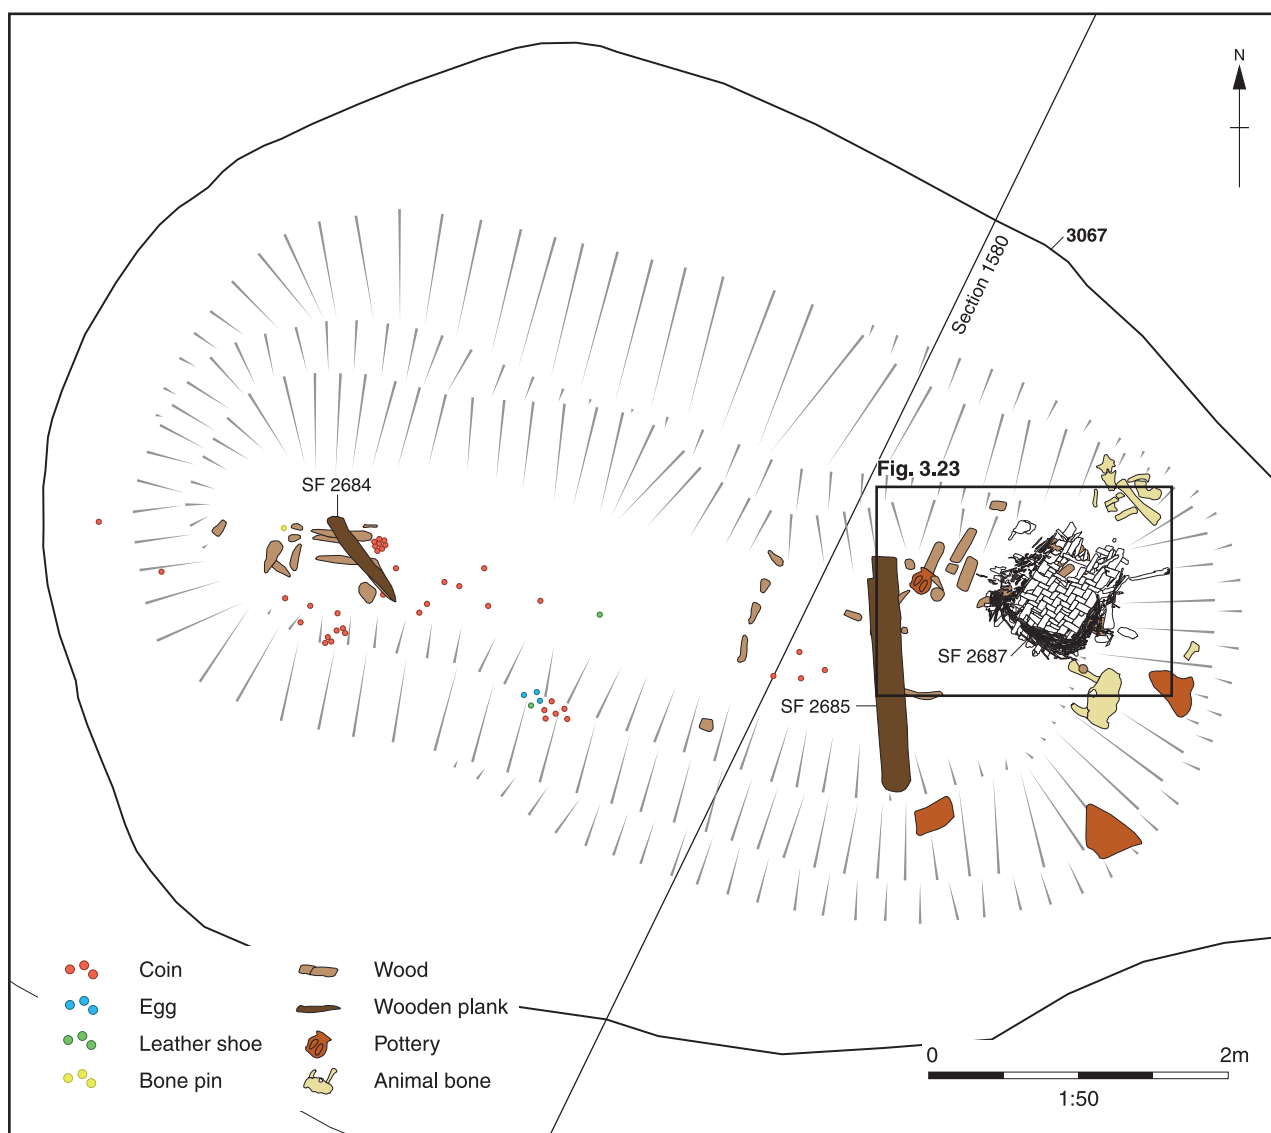 N
3067
Section 1580
Fig. 3.23
SF 2684
SF 2687
SF 2685
Coin
Egg
Leather shoe
Bone pin
Wood
Wooden plank
Pottery
Animal bone
0 2m
1:50